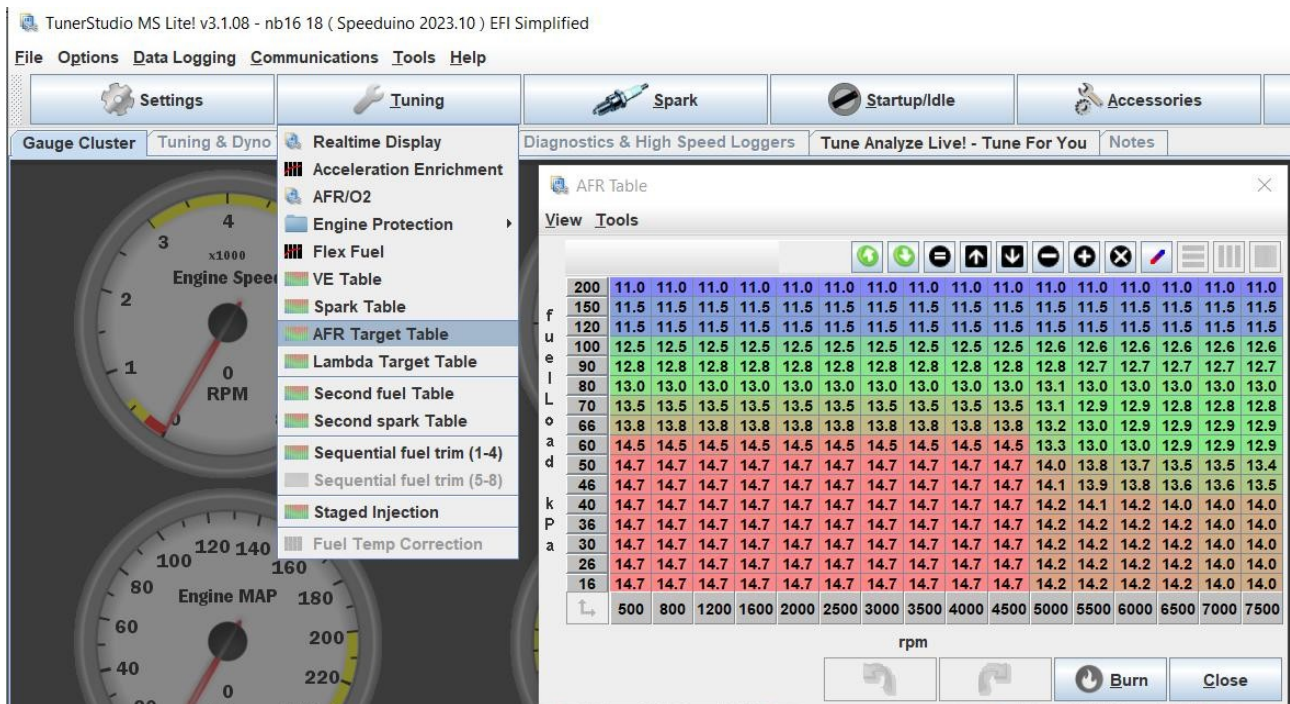 TunerStudio MS Lite! v3.1.08 - nb16 18 ( Speeduino 2023.10 ) EFI Simplified
File Options Data Logging Communications Tools Help
Settings Tuning Spark Startup/Idle Accessories
Gauge Cluster Tuning & Dyno Diagnostics & High Speed Loggers Tune Analyze Live! - Tune For You Notes
Realtime Display
Acceleration Enrichment
AFR/O2
Engine Protection
Flex Fuel
VE Table
Spark Table
AFR Target Table
Lambda Target Table
Second fuel Table
Second spark Table
Sequential fuel trim (1-4)
Sequential fuel trim (5-8)
Staged Injection
Fuel Temp Correction
4
3
x1000
Engine Speed
2
1
0
RPM
0
120 140
100 160
80
Engine MAP 180
60
200
40
220
0
AFR Table
View Tools
fuelLoad kPa
200 11.0 11.0 11.0 11.0 11.0 11.0 11.0 11.0 11.0 11.0 11.0 11.0 11.0 11.0 11.0 11.0
150 11.5 11.5 11.5 11.5 11.5 11.5 11.5 11.5 11.5 11.5 11.5 11.5 11.5 11.5 11.5 11.5
120 11.5 11.5 11.5 11.5 11.5 11.5 11.5 11.5 11.5 11.5 11.5 11.5 11.5 11.5 11.5 11.5
100 12.5 12.5 12.5 12.5 12.5 12.5 12.5 12.5 12.5 12.5 12.6 12.6 12.6 12.6 12.6 12.6
90 12.8 12.8 12.8 12.8 12.8 12.8 12.8 12.8 12.8 12.8 12.8 12.7 12.7 12.7 12.7 12.7
80 13.0 13.0 13.0 13.0 13.0 13.0 13.0 13.0 13.0 13.0 13.1 13.0 13.0 13.0 13.0 13.0
70 13.5 13.5 13.5 13.5 13.5 13.5 13.5 13.5 13.5 13.5 13.1 12.9 12.9 12.8 12.8 12.8
66 13.8 13.8 13.8 13.8 13.8 13.8 13.8 13.8 13.8 13.8 13.2 13.0 12.9 12.9 12.9 12.9
60 14.5 14.5 14.5 14.5 14.5 14.5 14.5 14.5 14.5 14.5 13.3 13.0 13.0 12.9 12.9 12.9
50 14.7 14.7 14.7 14.7 14.7 14.7 14.7 14.7 14.7 14.7 14.0 13.8 13.7 13.5 13.5 13.4
46 14.7 14.7 14.7 14.7 14.7 14.7 14.7 14.7 14.7 14.7 14.1 13.9 13.8 13.6 13.6 13.5
40 14.7 14.7 14.7 14.7 14.7 14.7 14.7 14.7 14.7 14.7 14.2 14.1 14.2 14.0 14.0 14.0
36 14.7 14.7 14.7 14.7 14.7 14.7 14.7 14.7 14.7 14.7 14.2 14.2 14.2 14.2 14.0 14.0
30 14.7 14.7 14.7 14.7 14.7 14.7 14.7 14.7 14.7 14.7 14.2 14.2 14.2 14.2 14.0 14.0
26 14.7 14.7 14.7 14.7 14.7 14.7 14.7 14.7 14.7 14.7 14.2 14.2 14.2 14.2 14.0 14.0
16 14.7 14.7 14.7 14.7 14.7 14.7 14.7 14.7 14.7 14.7 14.2 14.2 14.2 14.2 14.0 14.0
500 800 1200 1600 2000 2500 3000 3500 4000 4500 5000 5500 6000 6500 7000 7500
rpm
Burn Close